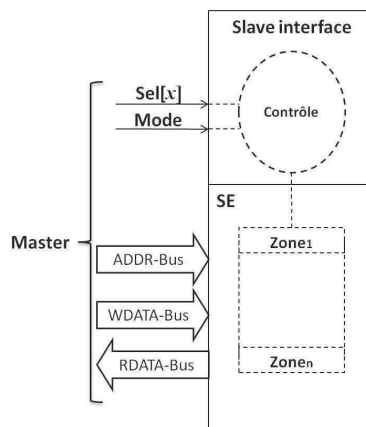 Slave interface
Sel[x]
Mode
Contrôle
SE
Master
Zone1
ADDR-Bus
WDATA-Bus
RDATA-Bus
Zonen